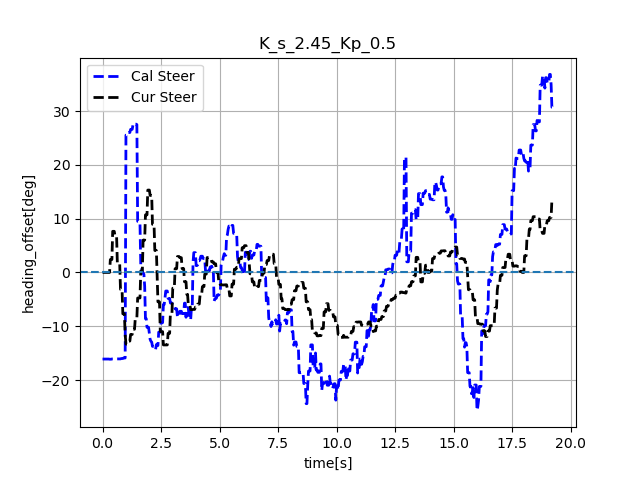 K_s_2.45_Kp_0.5
Cal Steer
Cur Steer
heading_offset[deg]
30
20
10
0
−10
−20
0.0 2.5 5.0 7.5 10.0 12.5 15.0 17.5 20.0
time[s]